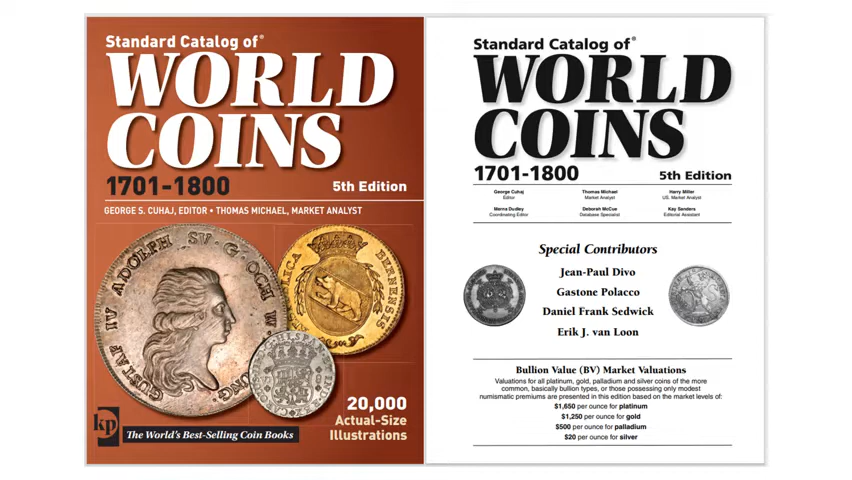 Standard Catalog of®
WORLD
COINS
1701-1800
5th Edition
GEORGE S. CUHAJ, EDITOR • THOMAS MICHAEL, MARKET ANALYST
GUSTAF IV ADOLPH SV. G. OCH W.
BERNENSIS
20,000
Actual-Size
Illustrations
kp
The World's Best-Selling Coin Books
Standard Catalog of®
WORLD
COINS
1701-1800
5th Edition
George Cuhaj
Editor
Thomas Michael
Market Analyst
Harry Miller
U.S. Market Analyst
Merna Dudley
Coordinating Editor
Deborah McCue
Database Specialist
Kay Sanders
Editorial Assistant
Special Contributors
Jean-Paul Divo
Gastone Polacco
Daniel Frank Sedwick
Erik J. van Loon
Bullion Value (BV) Market Valuations
Valuations for all platinum, gold, palladium and silver coins of the more
common, basically bullion types, or those possessing only modest
numismatic premiums are presented in this edition based on the market levels of:
$1,650 per ounce for platinum
$1,250 per ounce for gold
$500 per ounce for palladium
$20 per ounce for silver